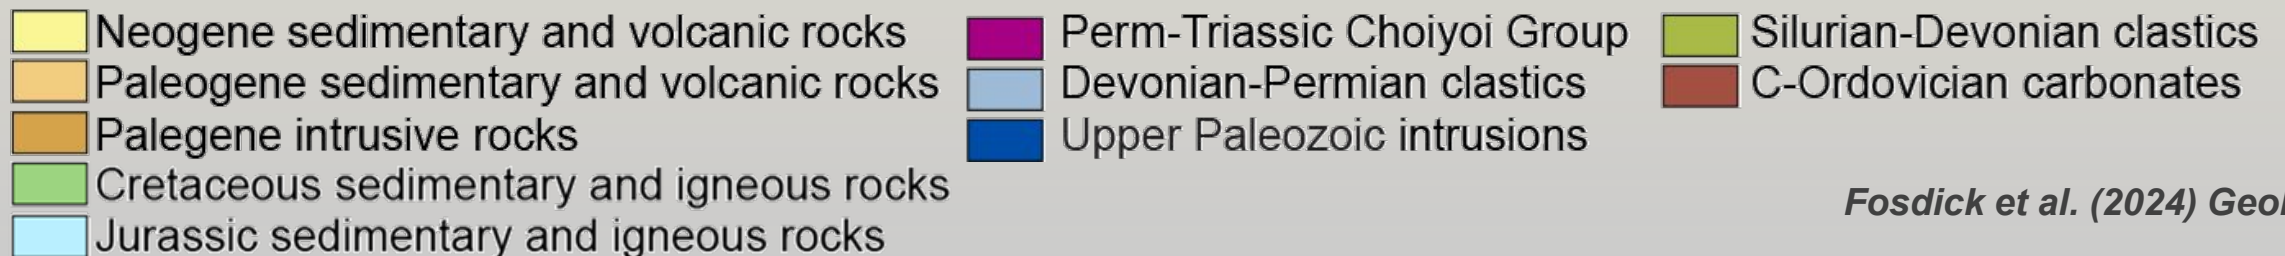 Neogene sedimentary and volcanic rocks
Paleogene sedimentary and volcanic rocks
Palegene intrusive rocks
Cretaceous sedimentary and igneous rocks
Jurassic sedimentary and igneous rocks
Perm-Triassic Choiyoi Group
Devonian-Permian clastics
Upper Paleozoic intrusions
Silurian-Devonian clastics
C-Ordovician carbonates
Fosdick et al. (2024)